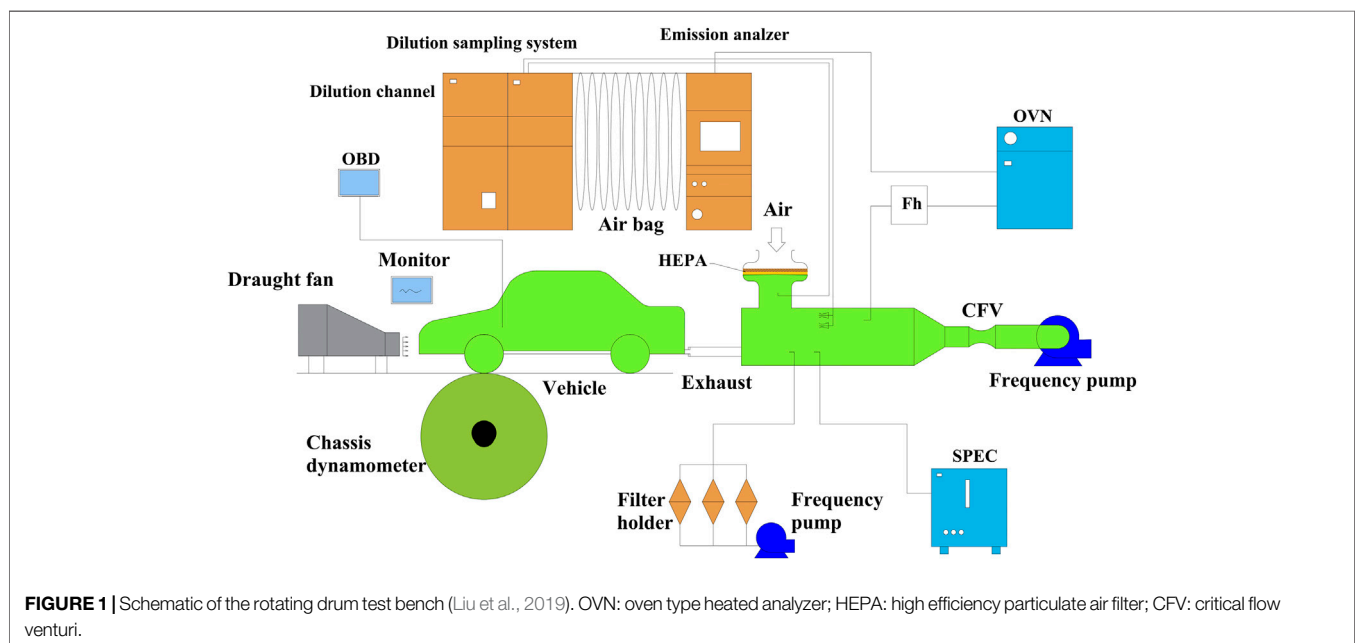 Dilution sampling system
Emission analzer
Dilution channel
OVN
OBD
Fh
Air bag
Air
HEPA
Monitor
Draught fan
CFV
Vehicle
Exhaust
Frequency pump
Chassis
dynamometer
SPEC
Filter
holder
Frequency
pump
FIGURE 1 | Schematic of the rotating drum test bench (Liu et al., 2019). OVN: oven type heated analyzer; HEPA: high efficiency particulate air filter; CFV: critical flow
venturi.